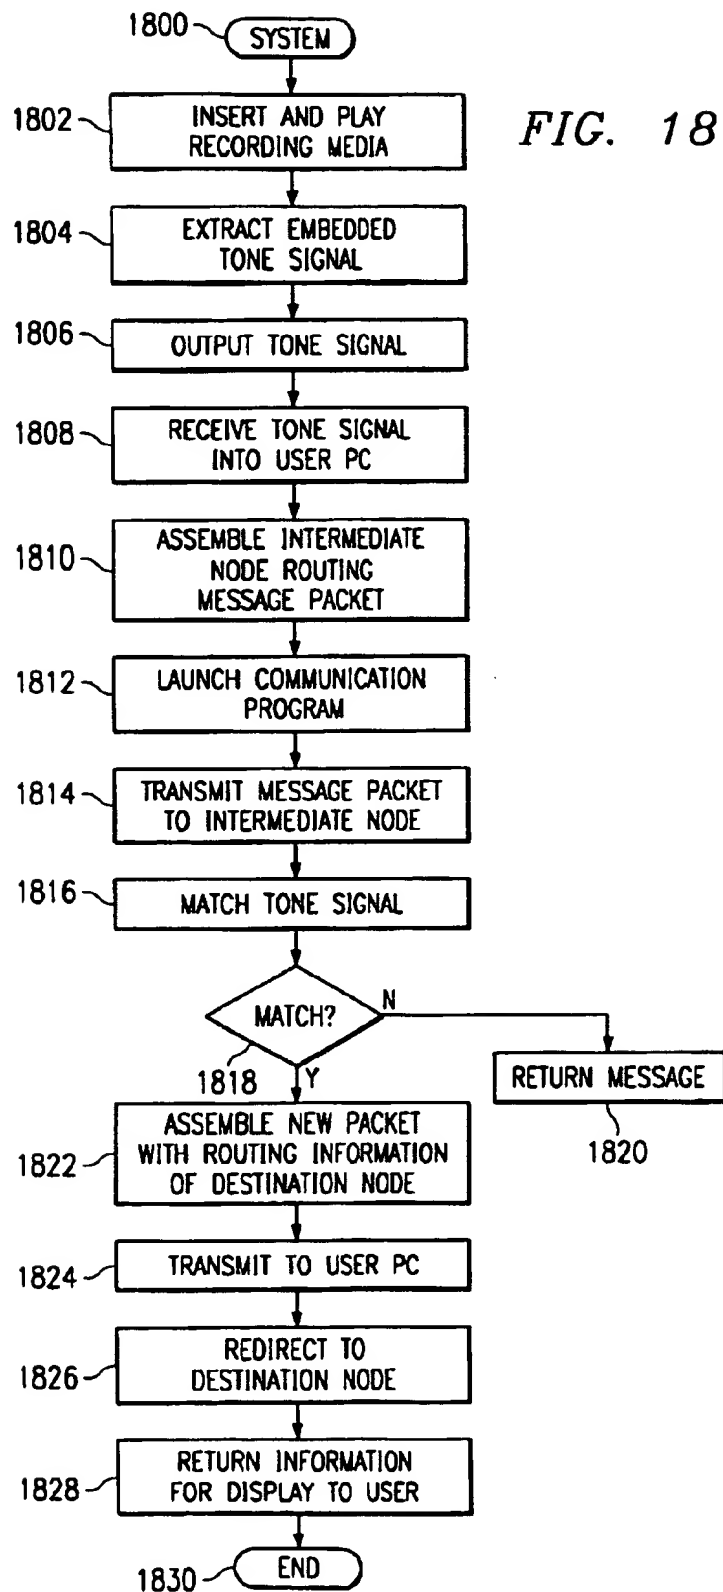 1800
SYSTEM
FIG. 18
1802
INSERT AND PLAY
RECORDING MEDIA
1804
EXTRACT EMBEDDED
TONE SIGNAL
1806
OUTPUT TONE SIGNAL
1808
RECEIVE TONE SIGNAL
INTO USER PC
1810
ASSEMBLE INTERMEDIATE
NODE ROUTING
MESSAGE PACKET
1812
LAUNCH COMMUNICATION
PROGRAM
1814
TRANSMIT MESSAGE PACKET
TO INTERMEDIATE NODE
1816
MATCH TONE SIGNAL
MATCH?
N
1818
Y
RETURN MESSAGE
1820
1822
ASSEMBLE NEW PACKET
WITH ROUTING INFORMATION
OF DESTINATION NODE
1824
TRANSMIT TO USER PC
1826
REDIRECT TO
DESTINATION NODE
1828
RETURN INFORMATION
FOR DISPLAY TO USER
1830
END